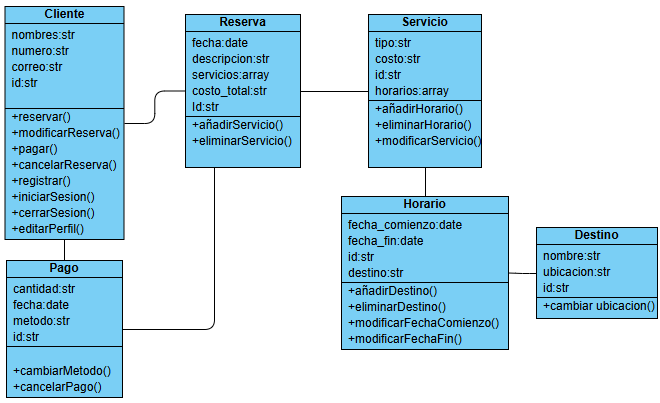 Cliente
nombres:str
numero:str
correo:str
id:str
+reservar()
+modificarReserva()
+pagar()
+cancelarReserva()
+registrar()
+iniciarSesion()
+cerrarSesion()
+editarPerfil()
Reserva
fecha:date
descripcion:str
servicios:array
costo_total:str
Id:str
+añadirServicio()
+eliminarServicio()
Servicio
tipo:str
costo:str
id:str
horarios:array
+añadirHorario()
+eliminarHorario()
+modificarServicio()
Pago
cantidad:str
fecha:date
metodo:str
id:str
+cambiarMetodo()
+cancelarPago()
Horario
fecha_comienzo:date
fecha_fin:date
id:str
destino:str
+añadirDestino()
+eliminarDestino()
+modificarFechaComienzo()
+modificarFechaFin()
Destino
nombre:str
ubicacion:str
id:str
+cambiar ubicacion()